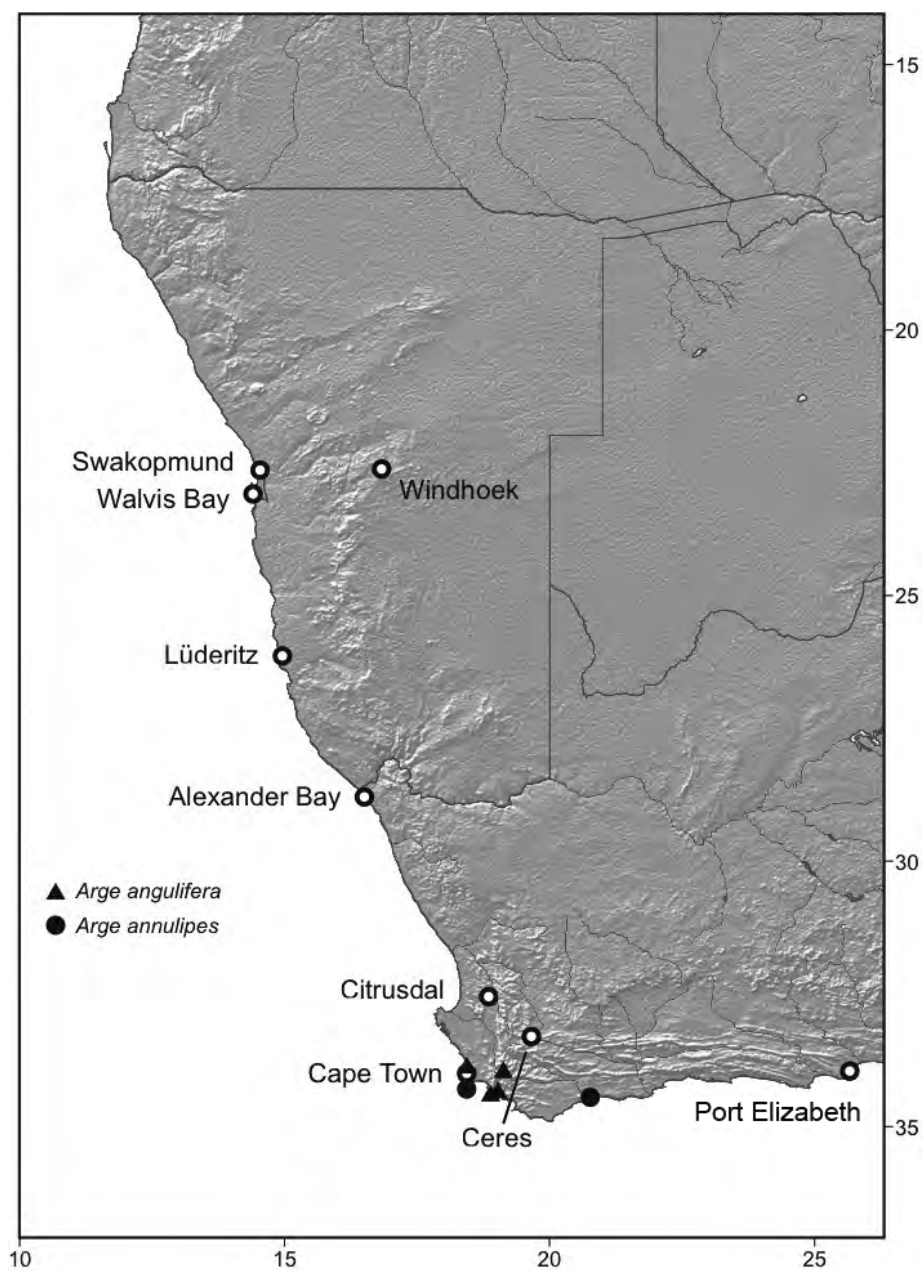 15
20
Swakopmund
Walvis Bay
Windhoek
25
Lüderitz
Alexander Bay
30
Arge angulifera
Arge annulipes
Citrusdal
Cape Town
Port Elizabeth
Ceres
35
10 15 20 25